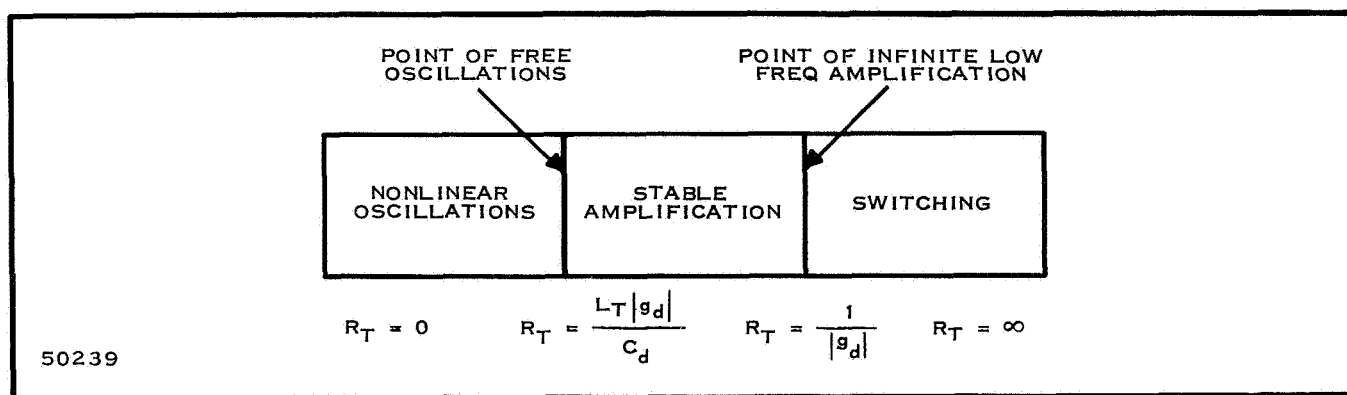 POINT OF FREE
OSCILLATIONS
POINT OF INFINITE LOW
FREQ AMPLIFICATION
NONLINEAR
OSCILLATIONS
STABLE
AMPLIFICATION
SWITCHING
R_T = 0
R_T = L_T |g_d| / C_d
R_T = 1 / |g_d|
R_T = ∞
50239